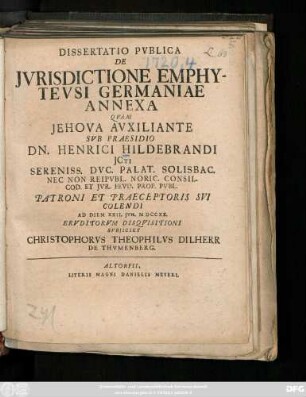 DISSERTATIO PVBLICA
DE
1720,4
JVRISDICTIONE EMPHY-
TEVSI GERMANIAE
ANNEXA
QVAM
JEHOVA AVXILIANTE
SVB PRAESIDIO
DN. HENRICI HILDEBRANDI
JCTI
SERENISS. DVC. PALAT. SOLISBAC.
NEC NON REIPVBL. NORIC. CONSIL.
COD. ET JVR. FEVD. PROF. PVBL.
PATRONI ET PRAECEPTORIS SVI
COLENDI
AD DIEM XXII. JVN. MDCCXX.
ERVDITORVM DISQVISITIONI
SVBJICIET
CHRISTOPHORVS THEOPHILVS DILHERR
DE THVMENBERG.
ALTORFII,
LITERIS MAGNI DANIELIS MEYERI.